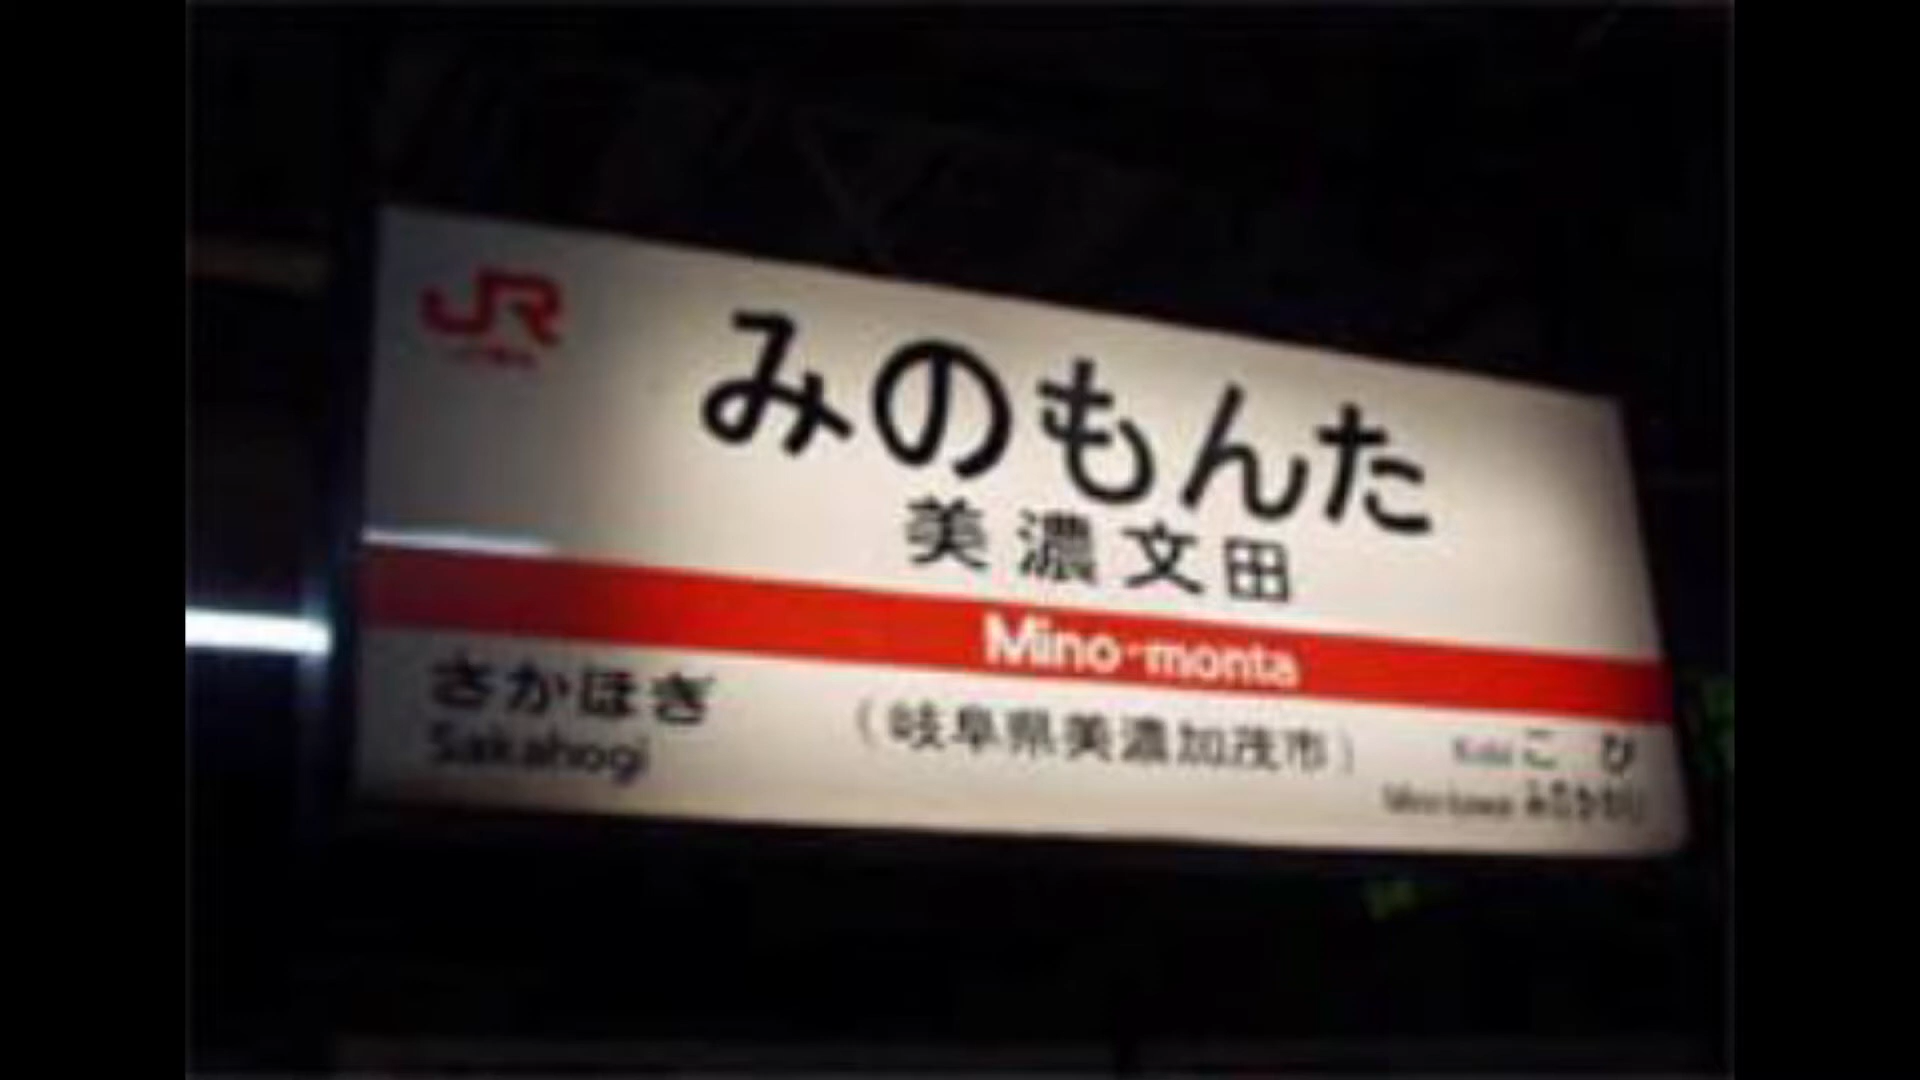 JR
みのもんた
美濃文田
Mino-monta
さかほぎ
Sakahogi
(岐阜県美濃加茂市)
こび